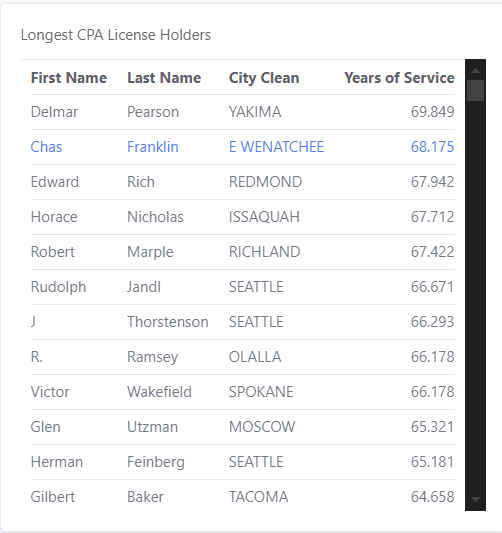 Longest CPA License Holders
First Name Last Name City Clean Years of Service
Delmar Pearson YAKIMA 69.849
Chas Franklin E WENATCHEE 68.175
Edward Rich REDMOND 67.942
Horace Nicholas ISSAQUAH 67.712
Robert Marple RICHLAND 67.422
Rudolph Jandl SEATTLE 66.671
J Thorstenson SEATTLE 66.293
R. Ramsey OLALLA 66.178
Victor Wakefield SPOKANE 66.178
Glen Utzman MOSCOW 65.321
Herman Feinberg SEATTLE 65.181
Gilbert Baker TACOMA 64.658